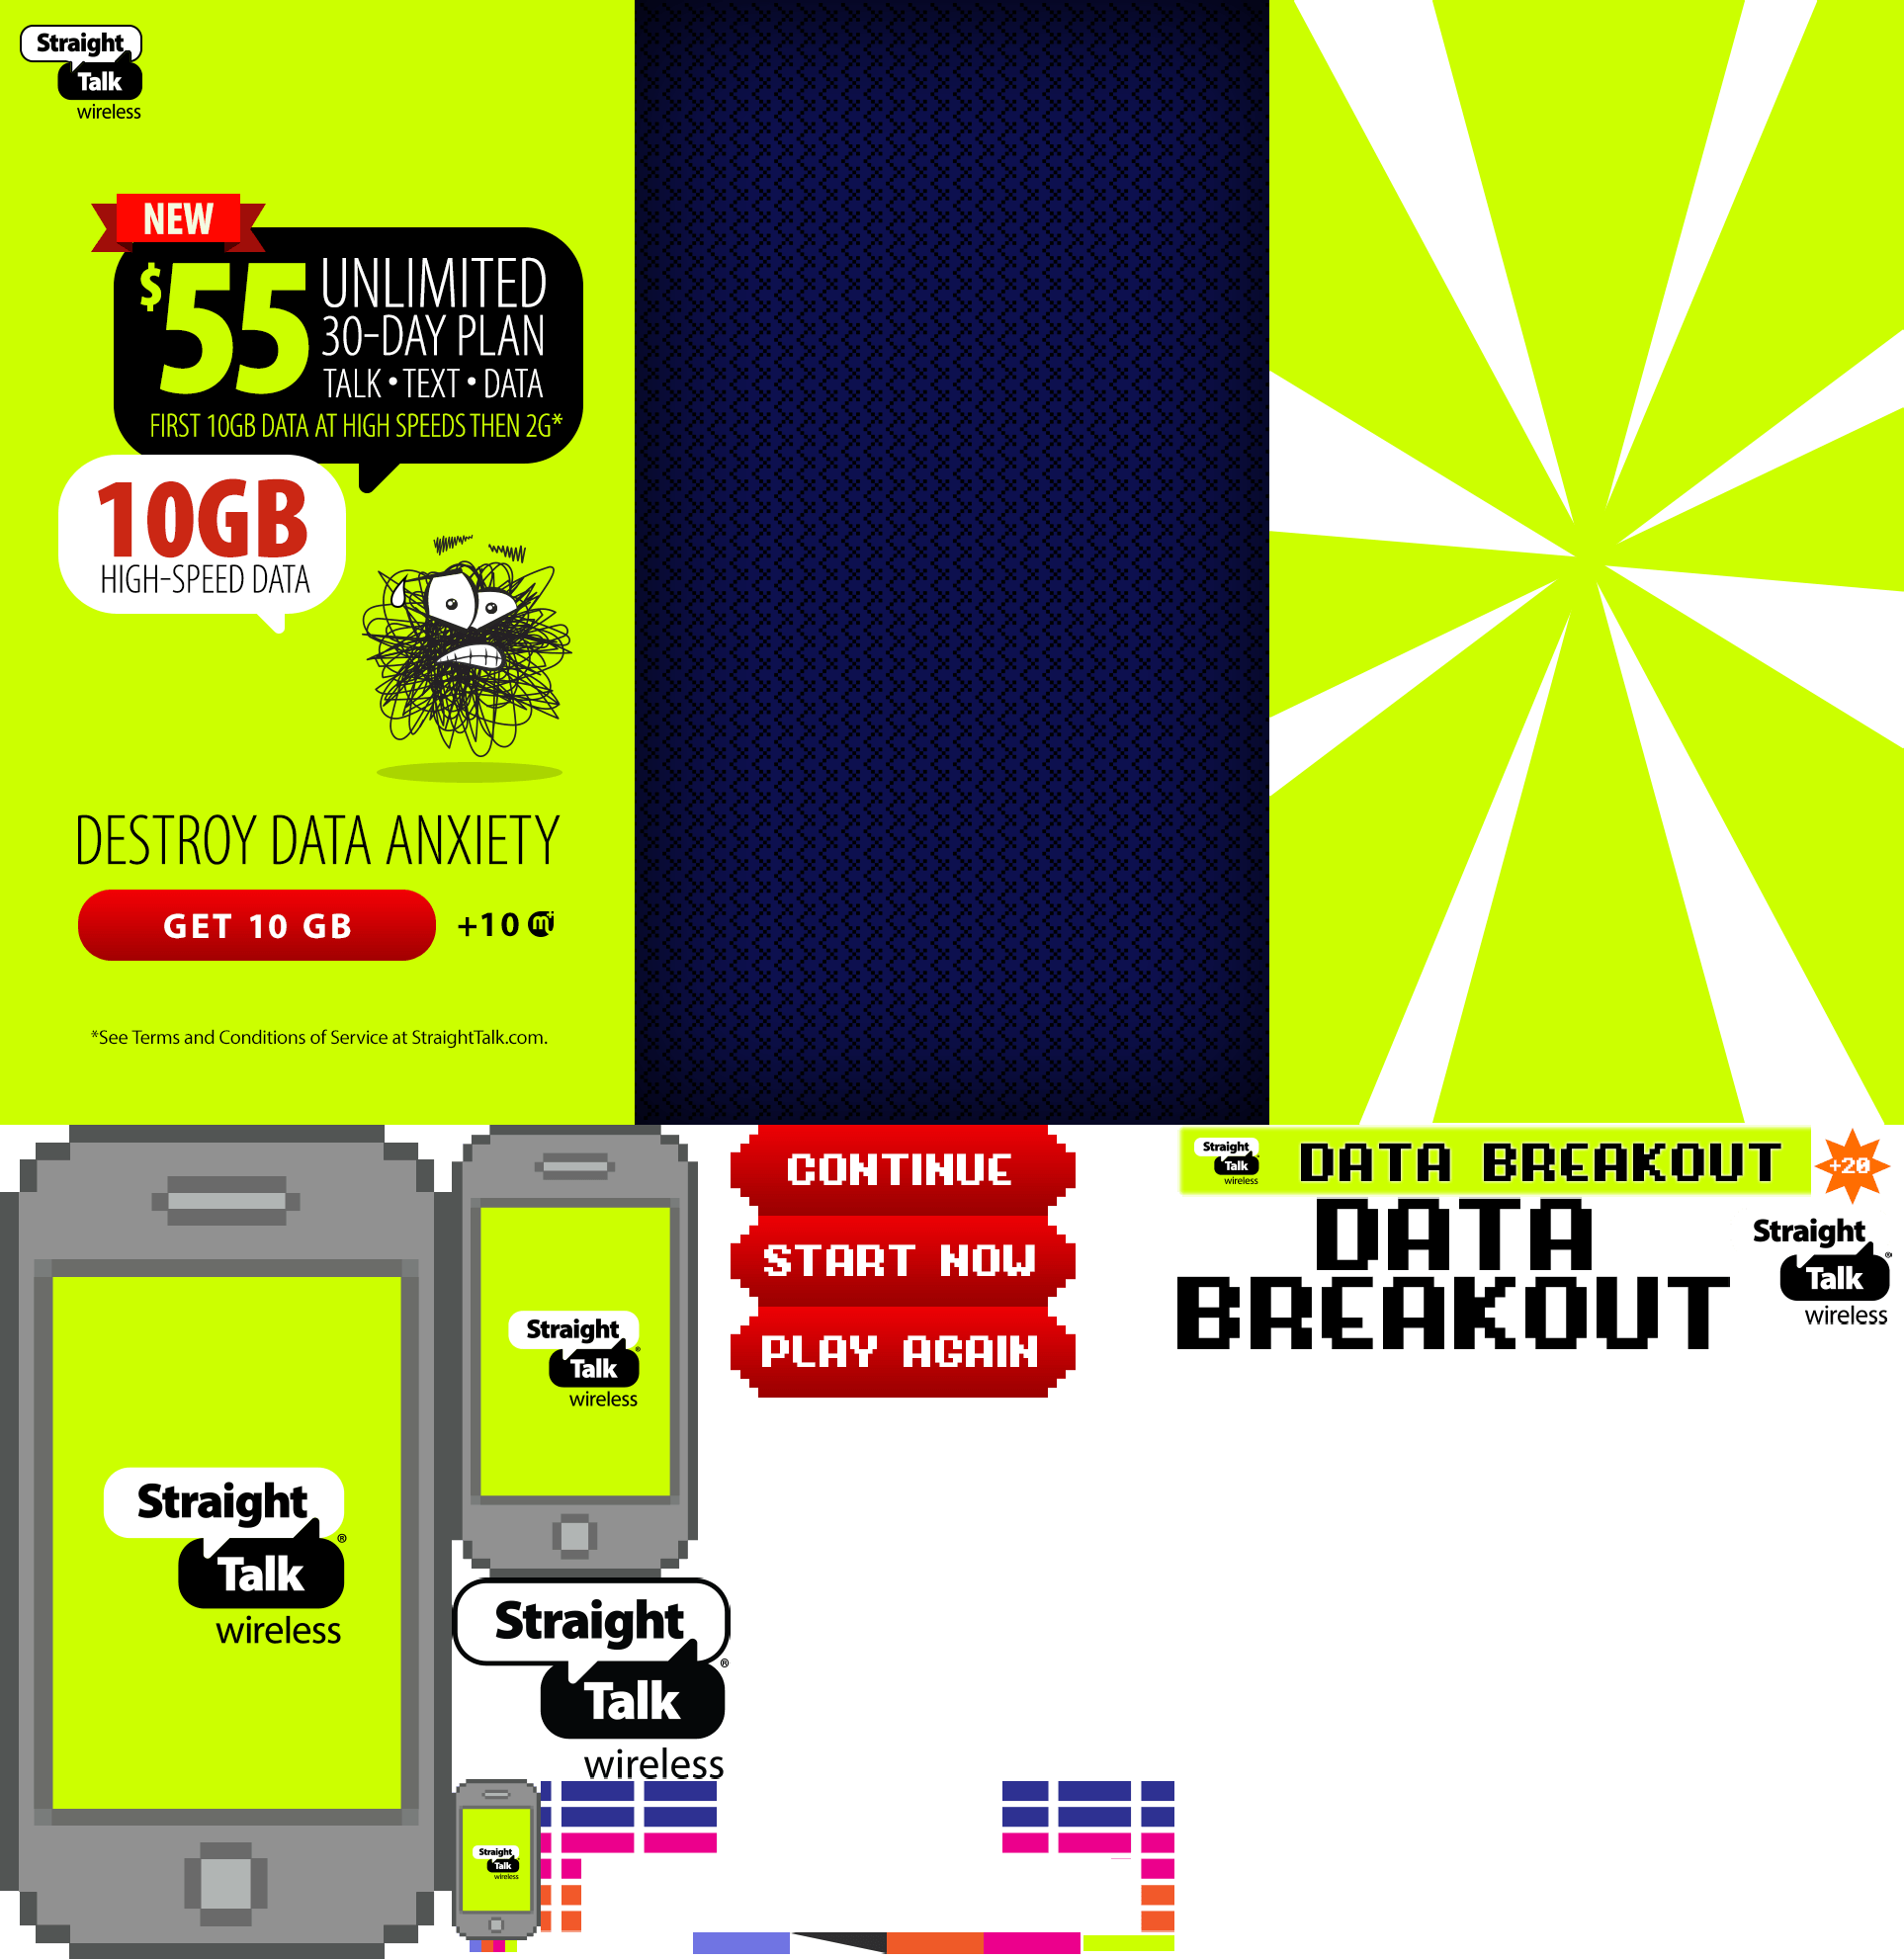 Straight
Talk
wireless
NEW
$55 UNLIMITED
30-DAY PLAN
TALK • TEXT • DATA
FIRST 10GB DATA AT HIGH SPEEDS THEN 2G*
10GB
HIGH-SPEED DATA
DESTROY DATA ANXIETY
GET 10 GB +10 m
*See Terms and Conditions of Service at StraightTalk.com.
Straight
Talk®
wireless
Straight
Talk®
wireless
Straight
Talk®
wireless
Straight
Talk
wireless
CONTINUE
START NOW
PLAY AGAIN
Straight
Talk
wireless
DATA BREAKOUT
+20
DATA
BREAKOUT
Straight
Talk®
wireless